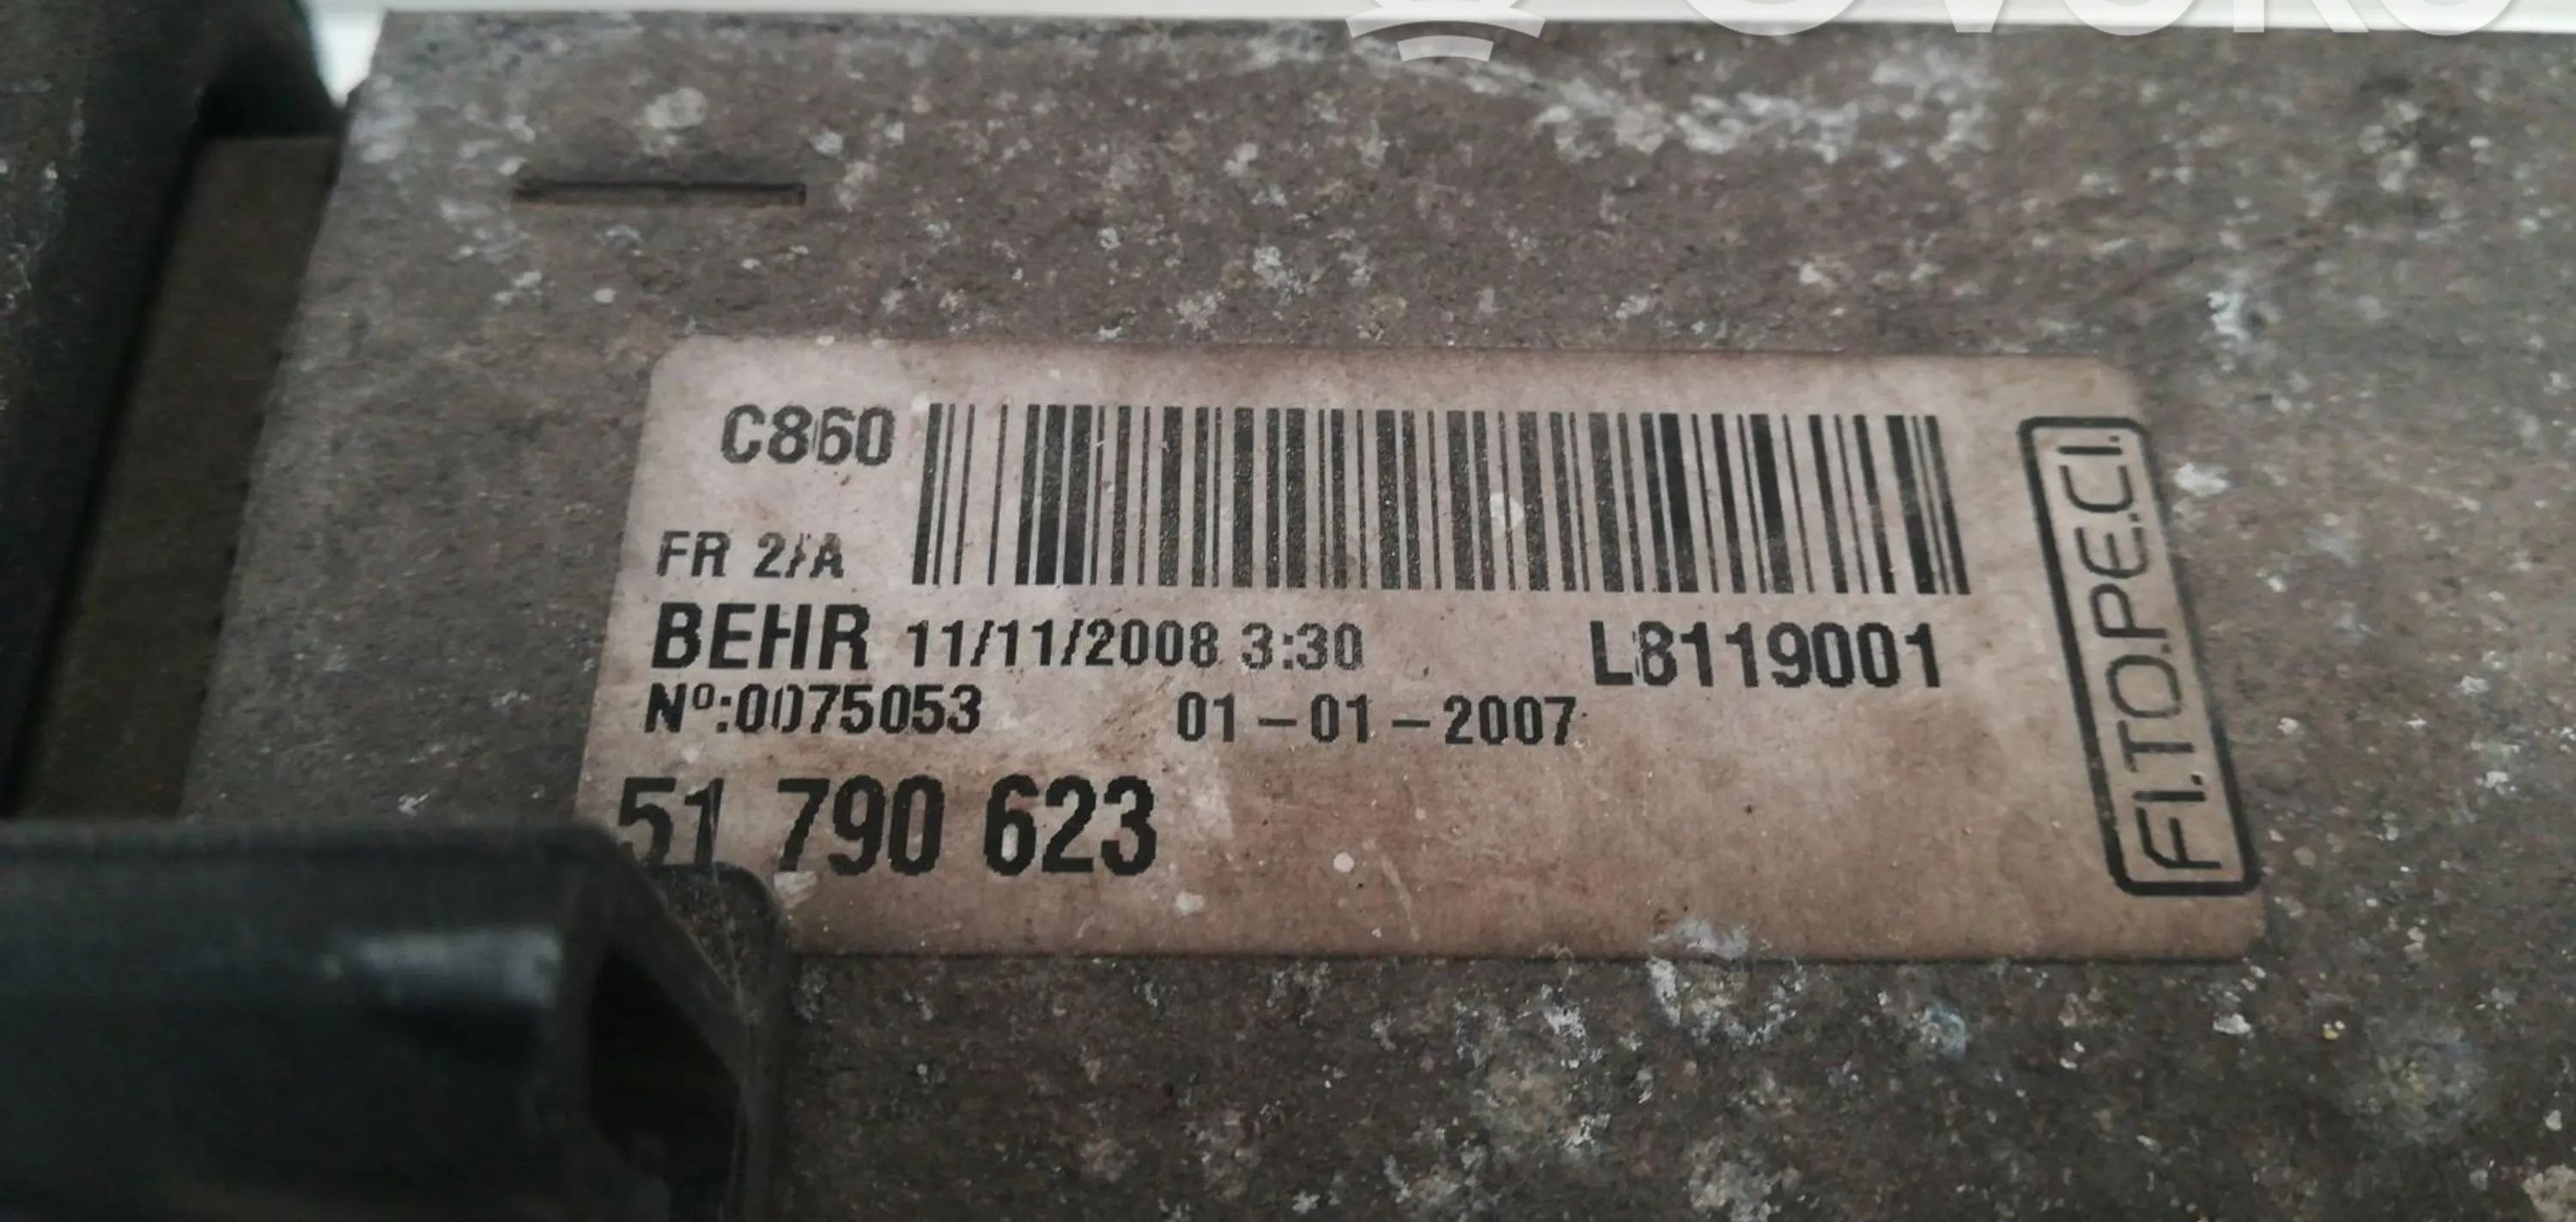 C860
FR 2/A
BEHR 11/11/2008 3:30 L8119001
Nº:0075053 01-01-2007
51 790 623
FI.TO.PE.C.I.